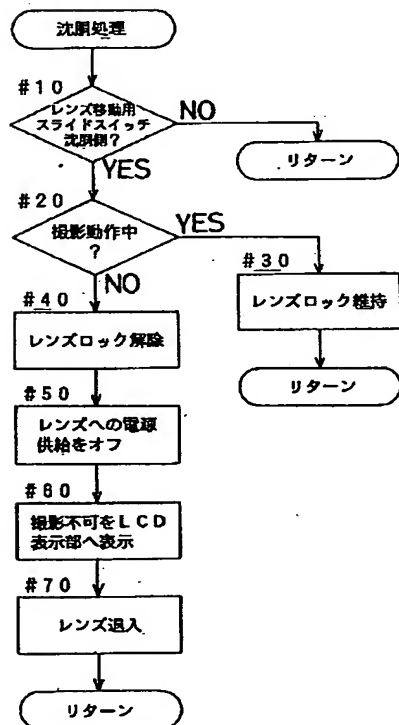 沈胴処理
#10
レンズ移動用
スライドスイッチ
沈胴側?
NO
リターン
YES
#20
撮影動作中
?
YES
#30
レンズロック維持
リターン
NO
#40
レンズロック解除
#50
レンズへの電源
供給をオフ
#60
撮影不可をLCD
表示部へ表示
#70
レンズ退入
リターン